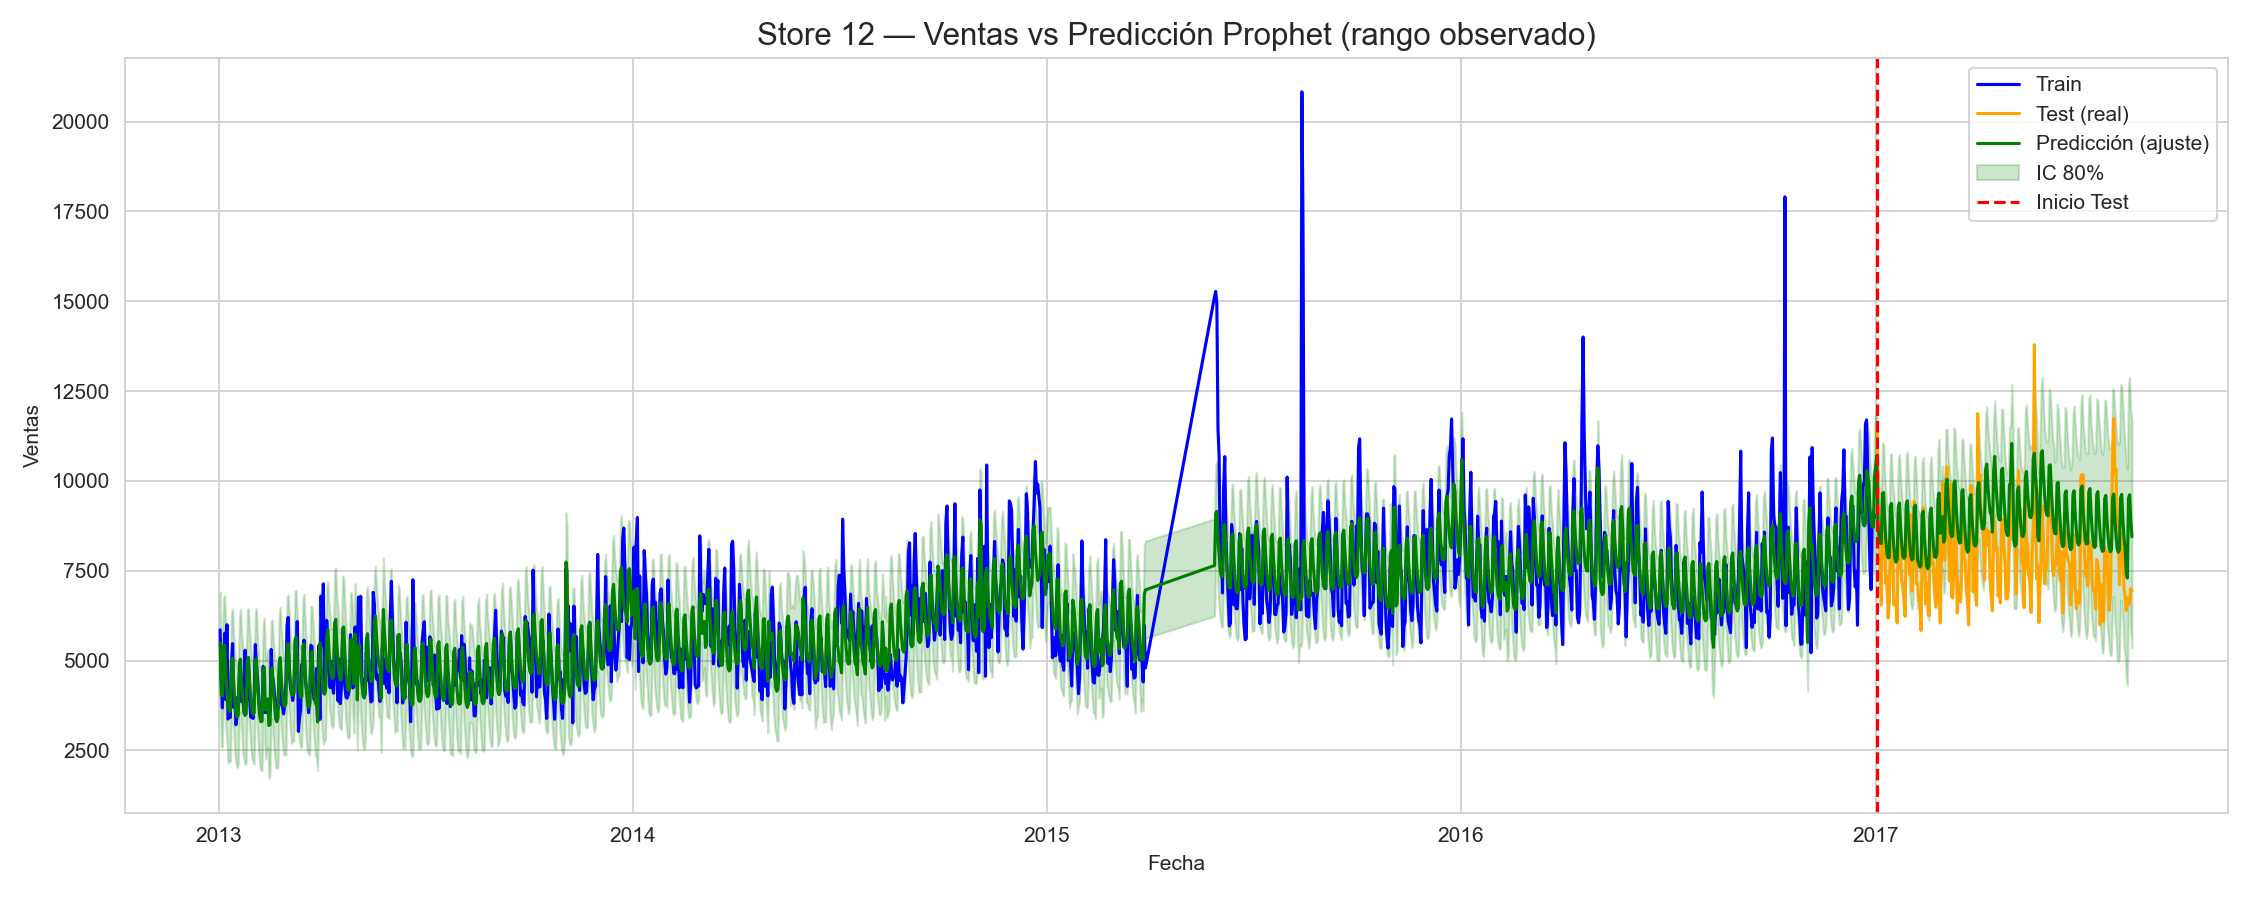 Store 12 — Ventas vs Predicción Prophet (rango observado)
Train
Test (real)
Predicción (ajuste)
IC 80%
Inicio Test
Ventas
20000
17500
15000
12500
10000
7500
5000
2500
2013
2014
2015
2016
2017
Fecha